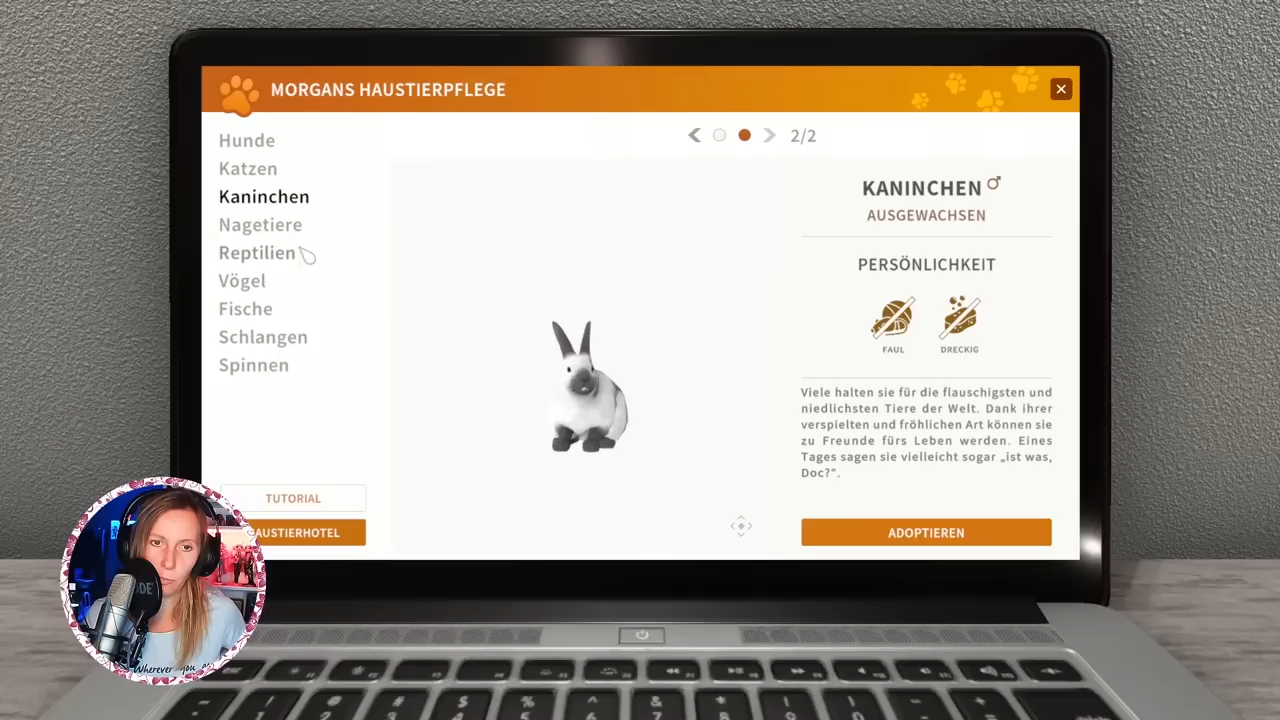 MORGANS HAUSTIERPFLEGE
Hunde
Katzen
Kaninchen
Nagetiere
Reptilien
Vögel
Fische
Schlangen
Spinnen
TUTORIAL
AUSTIERHOTEL
2/2
KANINCHEN
AUSGEWACHSEN
PERSÖNLICHKEIT
FAUL DRECKIG
Viele halten sie für die flauschigsten und
niedlichsten Tiere der Welt. Dank ihrer
verspielten und fröhlichen Art können sie
zu Freunde fürs Leben werden. Eines
Tages sagen sie vielleicht sogar „ist was,
Doc?“.
ADOPTIEREN
Wherever you